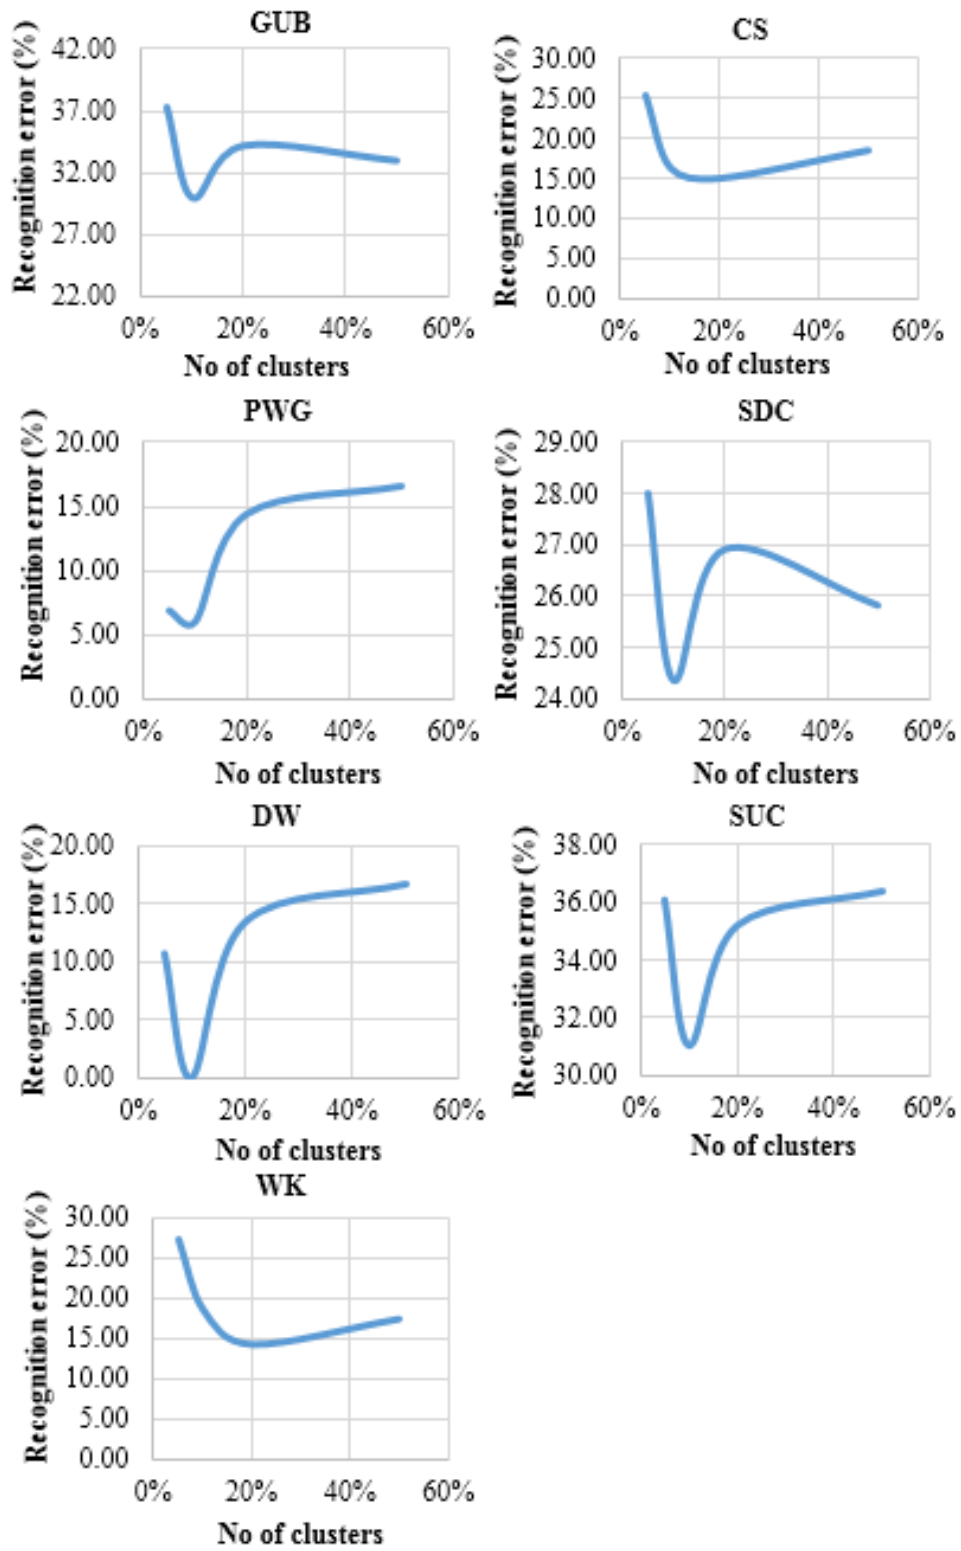 GUB
Recognition error (%)
42.00
37.00
32.00
27.00
22.00
0% 20% 40% 60%
No of clusters
CS
Recognition error (%)
30.00
25.00
20.00
15.00
10.00
5.00
0.00
0% 20% 40% 60%
No of clusters
PWG
Recognition error (%)
20.00
15.00
10.00
5.00
0.00
0% 20% 40% 60%
No of clusters
SDC
Recognition error (%)
29.00
28.00
27.00
26.00
25.00
24.00
0% 20% 40% 60%
No of clusters
DW
Recognition error (%)
20.00
15.00
10.00
5.00
0.00
0% 20% 40% 60%
No of clusters
SUC
Recognition error (%)
38.00
36.00
34.00
32.00
30.00
0% 20% 40% 60%
No of clusters
WK
Recognition error (%)
30.00
25.00
20.00
15.00
10.00
5.00
0.00
0% 20% 40% 60%
No of clusters